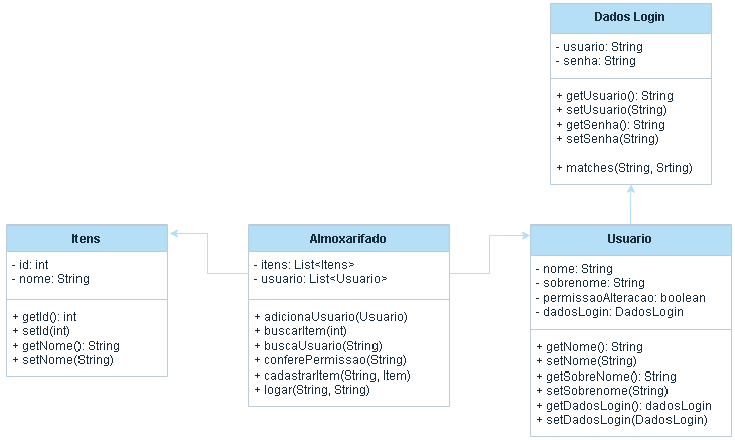 Dados Login
- usuario: String
- senha: String
+ getUsuario(): String
+ setUsuario(String)
+ getSenha(): String
+ setSenha(String)
+ matches(String, Srting)
Itens
- id: int
- nome: String
+ getId(): int
+ setId(int)
+ getNome(): String
+ setNome(String)
Almoxarifado
- itens: List<Itens>
- usuario: List<Usuario>
+ adicionaUsuario(Usuario)
+ buscarItem(int)
+ buscaUsuario(String)
+ conferePermissao(String)
+ cadastrarItem(String, Item)
+ logar(String, String)
Usuario
- nome: String
- sobrenome: String
- permissaoAlteracao: boolean
- dadosLogin: DadosLogin
+ getNome(): String
+ setNome(String)
+ getSobreNome(): String
+ setSobrenome(String)
+ getDadosLogin(): dadosLogin
+ setDadosLogin(DadosLogin)